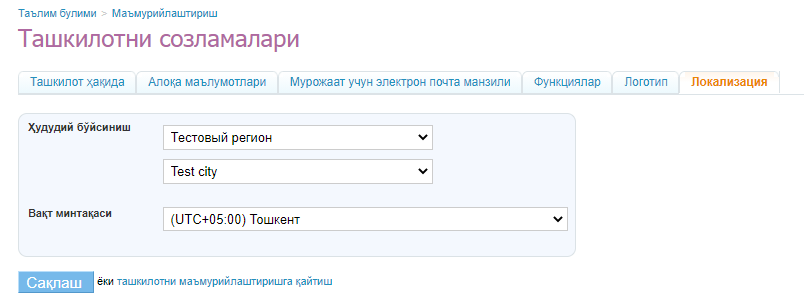 Таълим булими > Маъмурийлаштириш
Ташкилотни созламалари
Ташкилот ҳақида Алоқа маълумотлари Мурожаат учун электрон почта манзили Функциялар Логотип Локализация
Ҳудудий бўйсиниш Тестовый регион
Test city
Вақт минтақаси (UTC+05:00) Тошкент
Сақлаш ёки ташкилотни маъмурийлаштиришга қайтиш